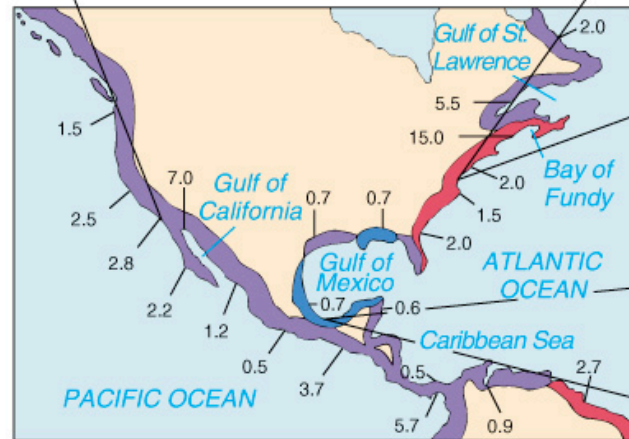 2.0
Gulf of St.
Lawrence
5.5
1.5
15.0
Bay of
Fundy
7.0
Gulf of
California
0.7
0.7
2.0
1.5
2.5
2.0
2.8
Gulf of
Mexico
ATLANTIC
OCEAN
2.2
0.7
0.6
1.2
Caribbean Sea
0.5
0.5
2.7
3.7
PACIFIC OCEAN
5.7
0.9